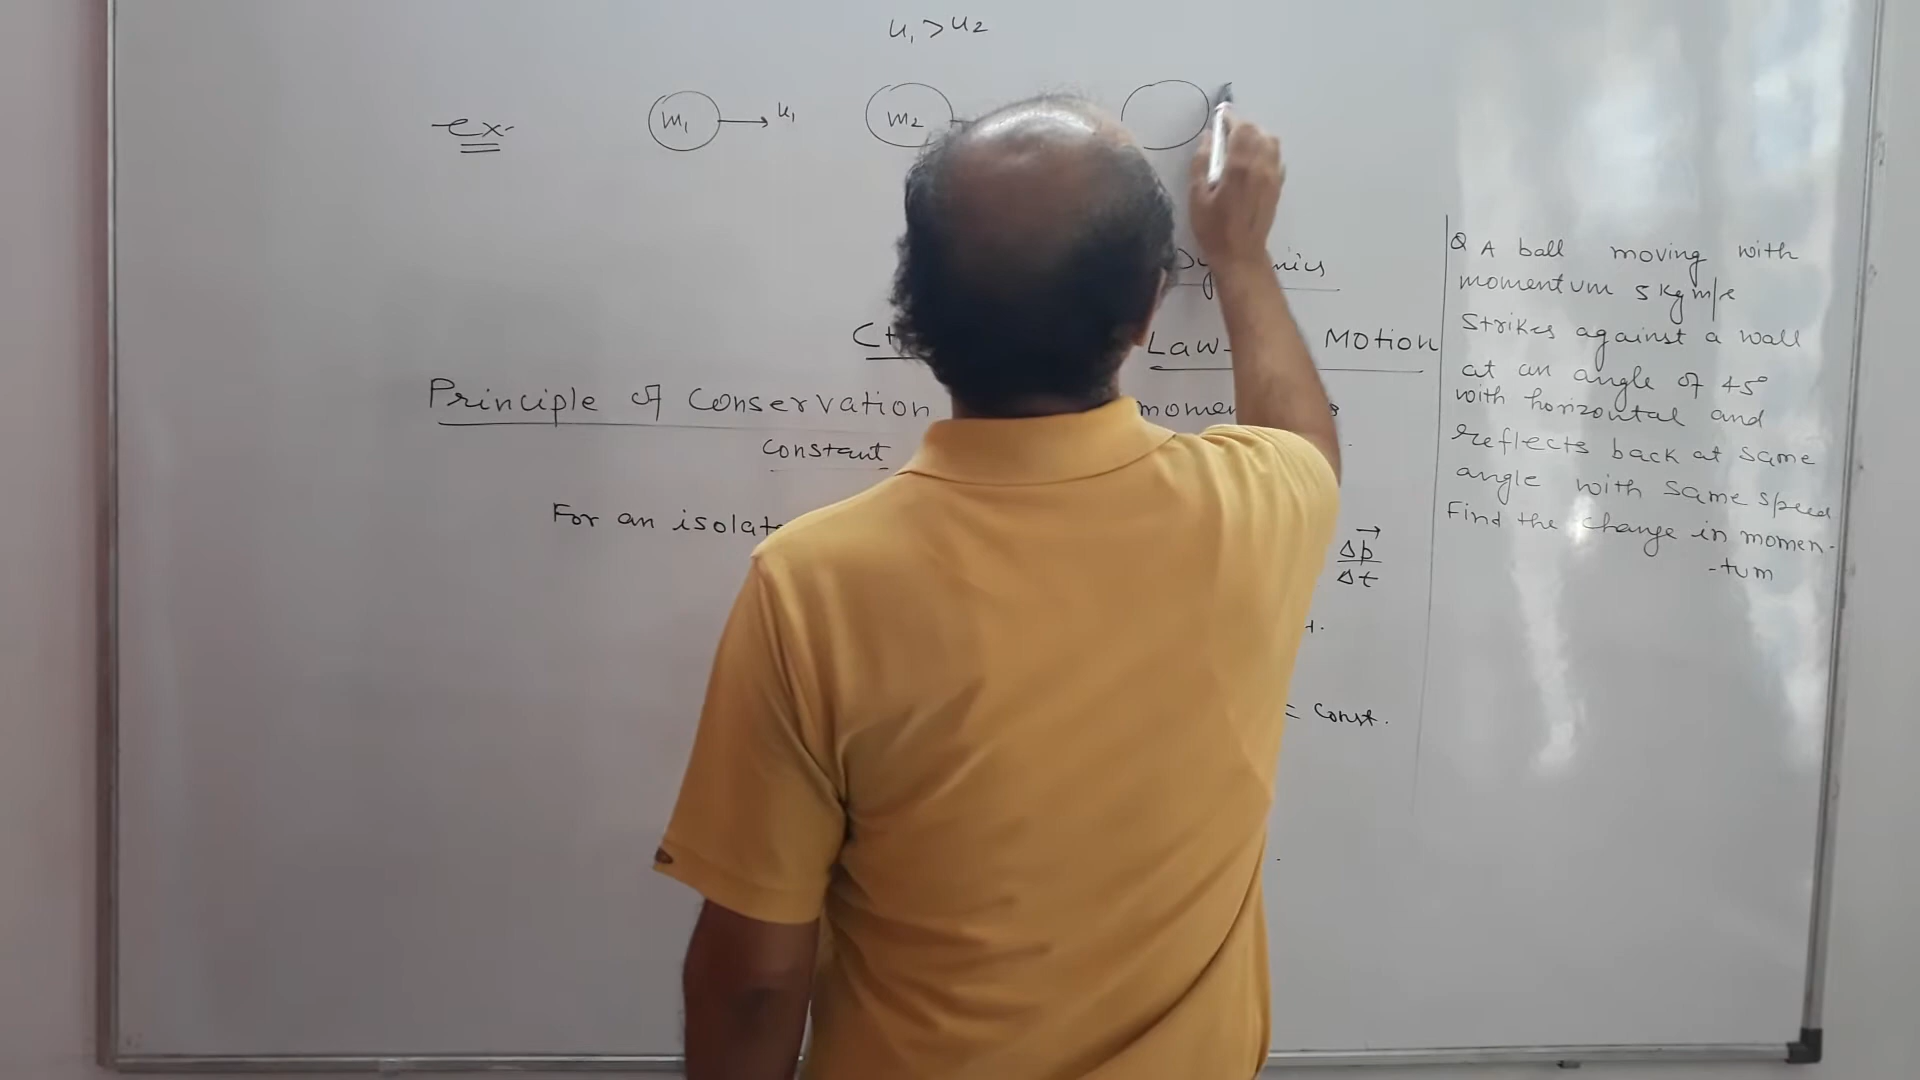 u₁ > u₂
ex- m₁ u₁ m₂
Law- Motion
Principle of Conservation
constant
For an isolat
Δp
Δt
= const.
Q A ball moving with
momentum 5 Kg m/s
strikes against a wall
at an angle of 45°
with horizontal and
reflects back at same
angle with same speed
Find the change in momen-
-tum